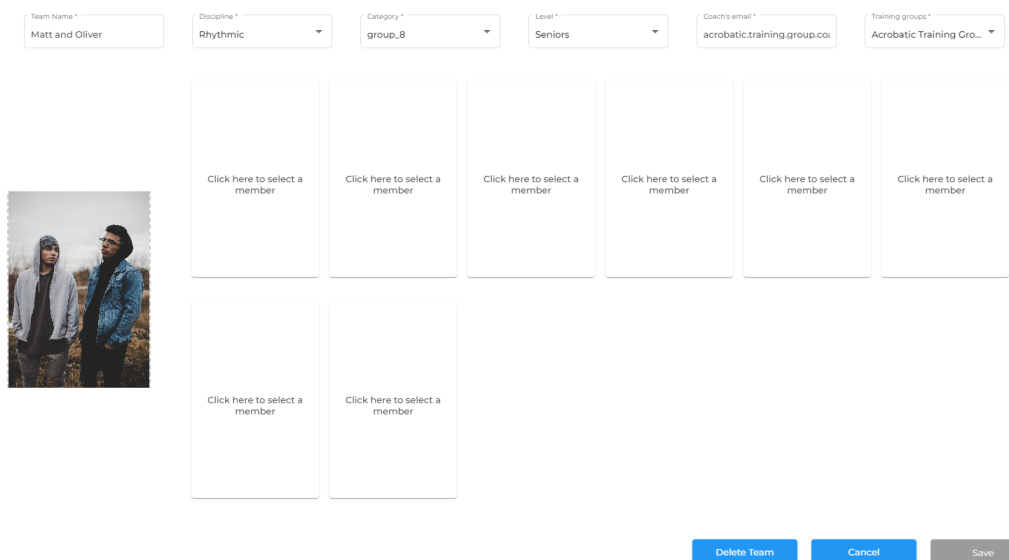 Team Name *
Matt and Oliver
Discipline *
Rhythmic
Category *
group_8
Level *
Seniors
Coach's email *
acrobatic.training.group.coa
Training groups *
Acrobatic Training Gro...
Click here to select a
member
Click here to select a
member
Click here to select a
member
Click here to select a
member
Click here to select a
member
Click here to select a
member
Click here to select a
member
Click here to select a
member
Delete Team
Cancel
Save